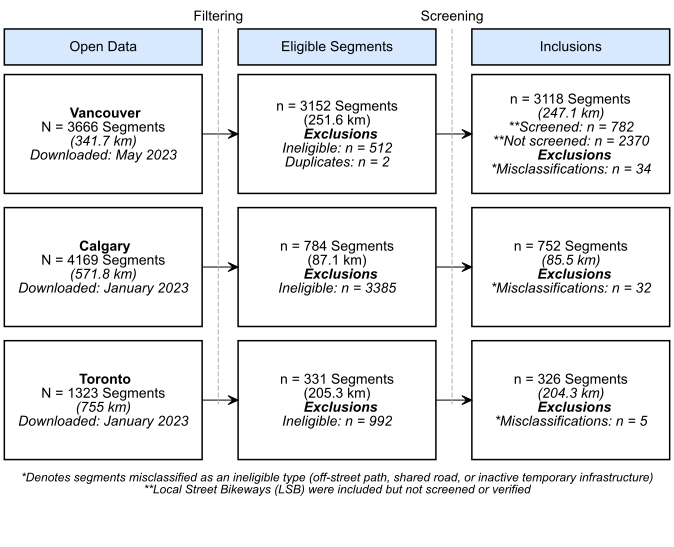 Filtering
Screening
Open Data
Eligible Segments
Inclusions
Vancouver
N = 3666 Segments
(341.7 km)
Downloaded: May 2023
n = 3152 Segments
(251.6 km)
Exclusions
Ineligible: n = 512
Duplicates: n = 2
n = 3118 Segments
(247.1 km)
**Screened: n = 782
**Not screened: n = 2370
Exclusions
*Misclassifications: n = 34
Calgary
N = 4169 Segments
(571.8 km)
Downloaded: January 2023
n = 784 Segments
(87.1 km)
Exclusions
Ineligible: n = 3385
n = 752 Segments
(85.5 km)
Exclusions
*Misclassifications: n = 32
Toronto
N = 1323 Segments
(755 km)
Downloaded: January 2023
n = 331 Segments
(205.3 km)
Exclusions
Ineligible: n = 992
n = 326 Segments
(204.3 km)
Exclusions
*Misclassifications: n = 5
*Denotes segments misclassified as an ineligible type (off-street path, shared road, or inactive temporary infrastructure)
**Local Street Bikeways (LSB) were included but not screened or verified